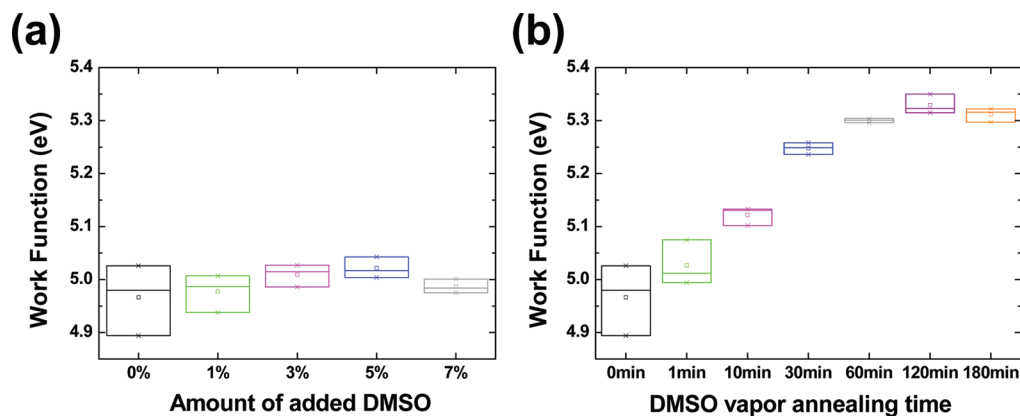 (a)
Work Function (eV)
5.4
5.3
5.2
5.1
5.0
4.9
0% 1% 3% 5% 7%
Amount of added DMSO
(b)
Work Function (eV)
5.4
5.3
5.2
5.1
5.0
4.9
0min 1min 10min 30min 60min 120min 180min
DMSO vapor annealing time